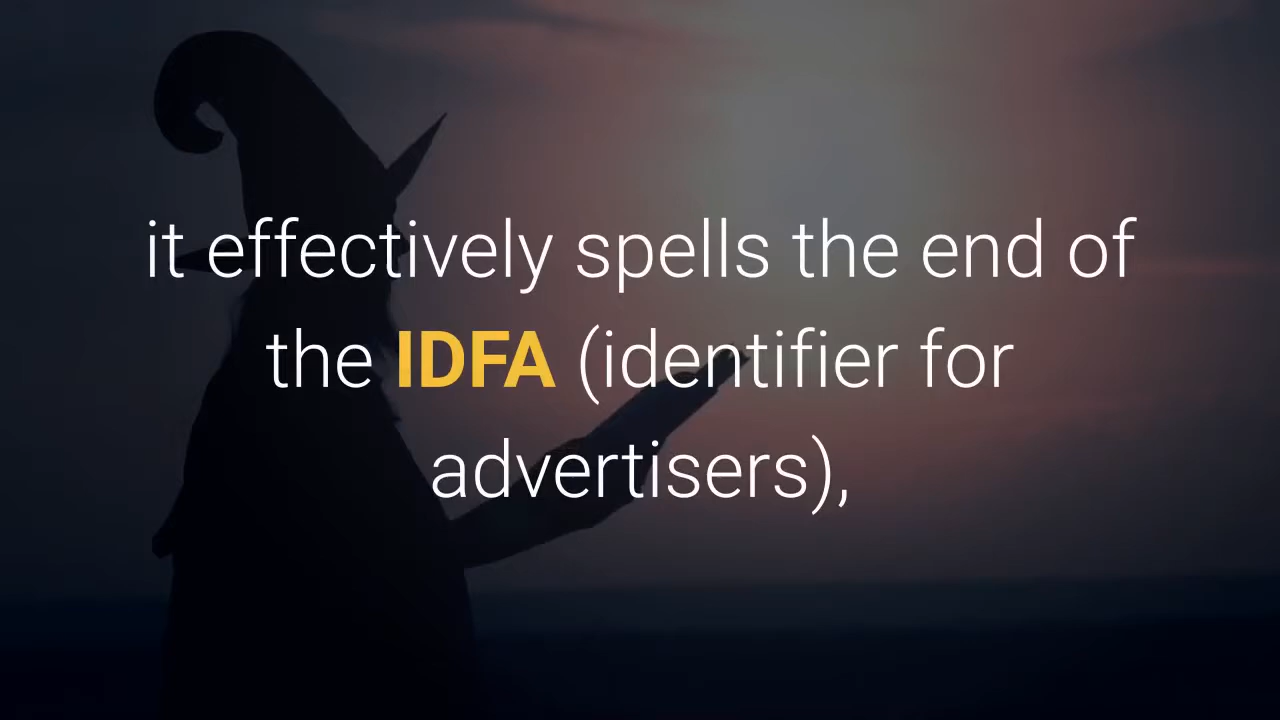 it effectively spells the end of
the IDFA (identifier for
advertisers),